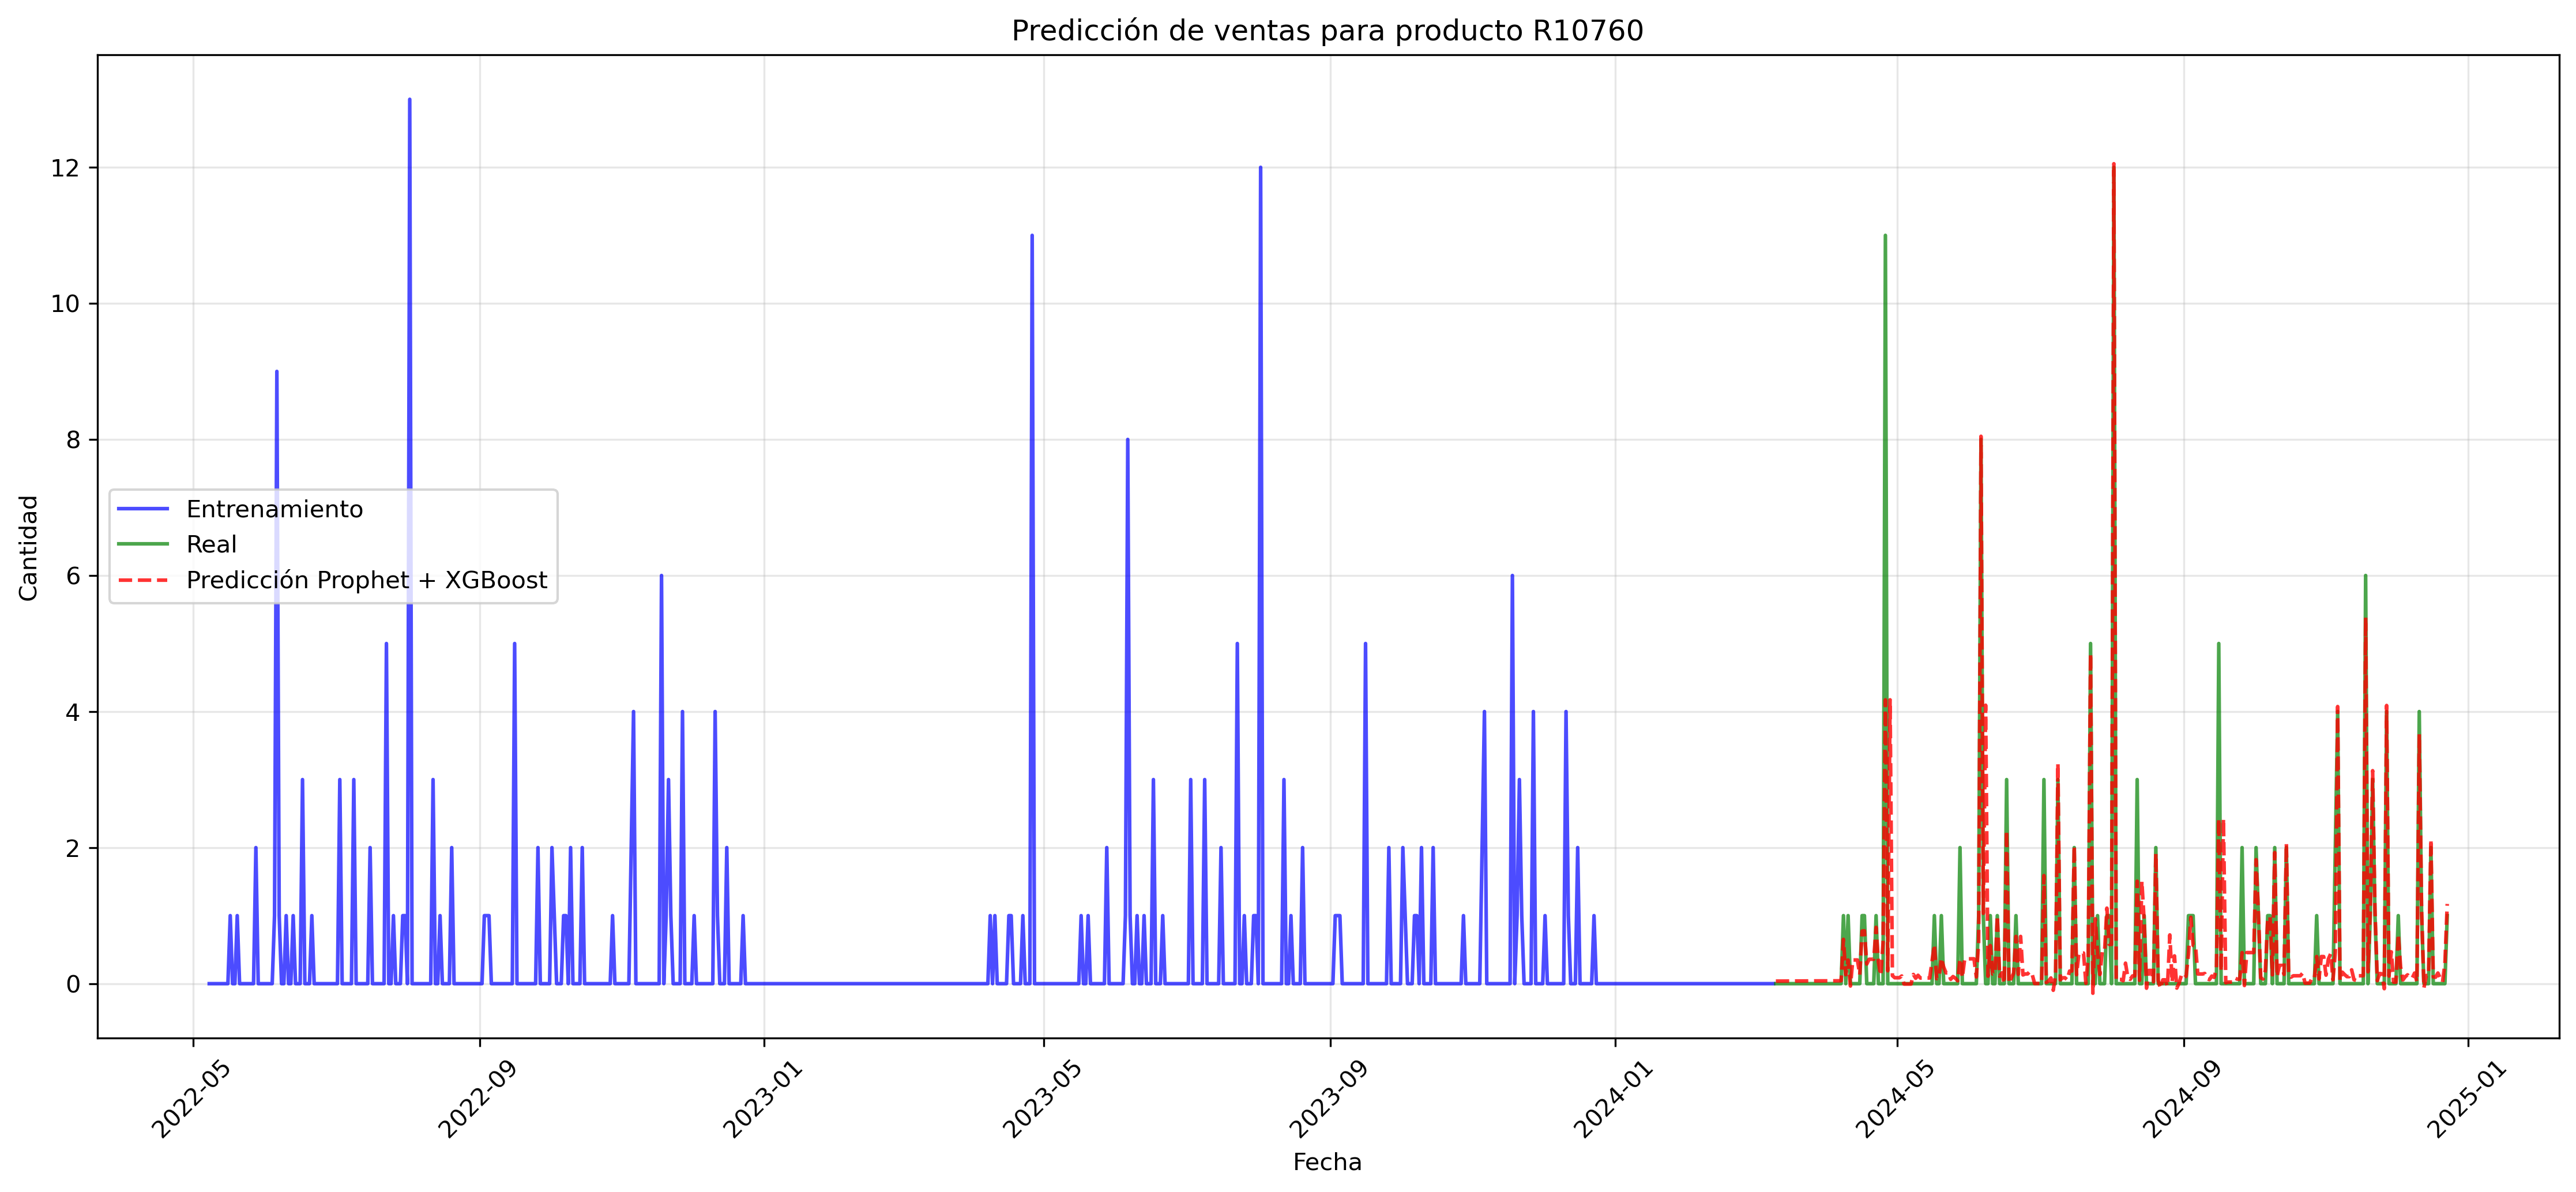 Predicción de ventas para producto R10760
Cantidad
12
10
8
6
4
2
0
Entrenamiento
Real
Predicción Prophet + XGBoost
2022-05
2022-09
2023-01
2023-05
2023-09
2024-01
2024-05
2024-09
2025-01
Fecha